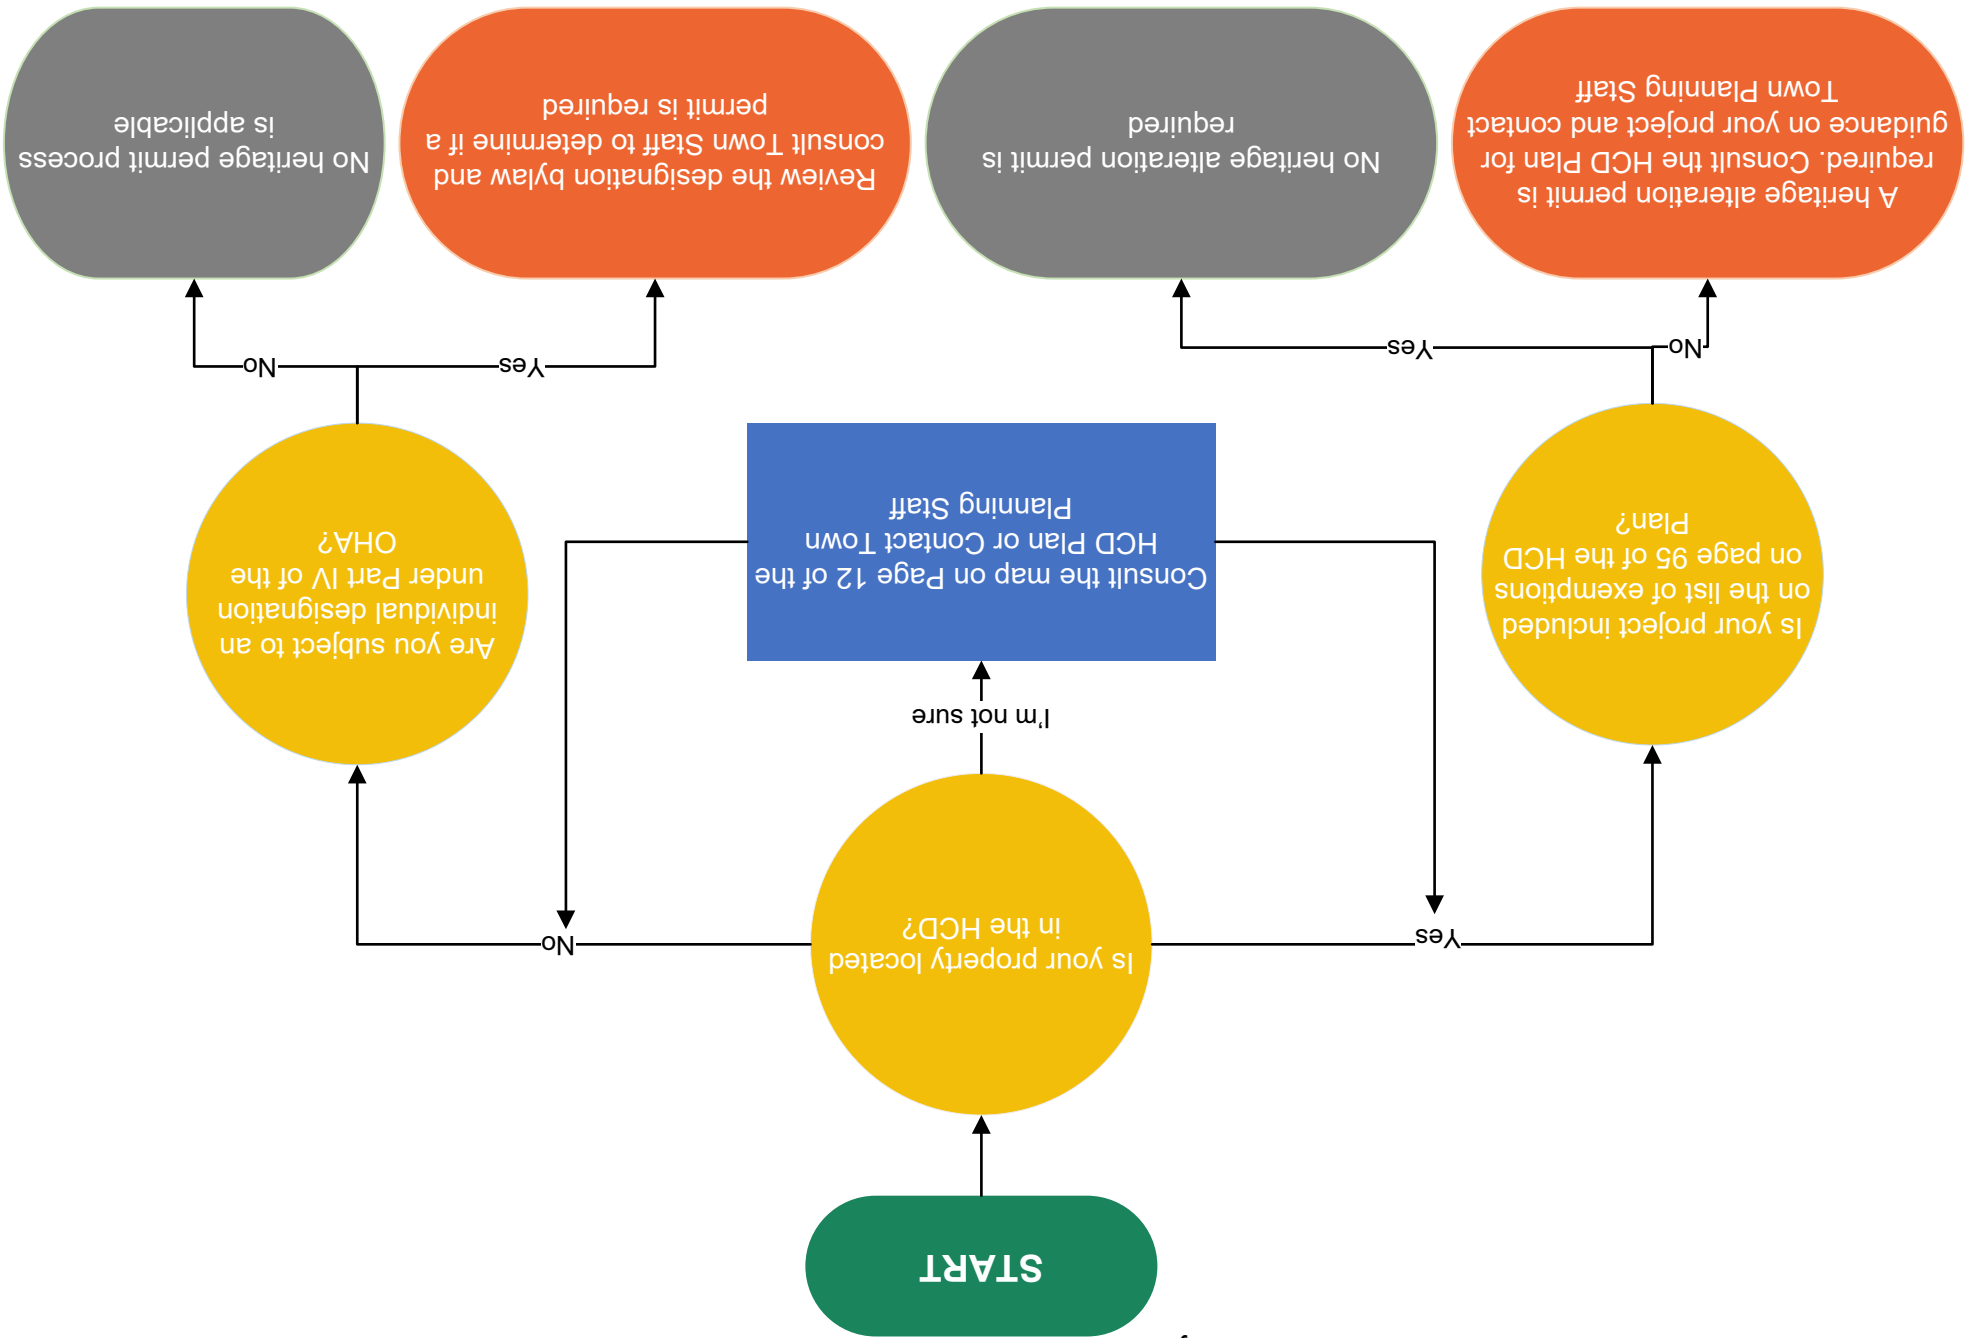 START
Is your property located
in the HCD?
Yes
No
I'm not sure
Consult the map on Page 12 of the
HCD Plan or Contact Town
Planning Staff
Is your project included
on the list of exemptions
on page 95 of the HCD
Plan?
Are you subject to an
individual designation
under Part IV of the
OHA?
No
Yes
Yes
No
A heritage alteration permit is
required. Consult the HCD Plan for
guidance on your project and contact
Town Planning Staff
No heritage alteration permit is
required
Review the designation bylaw and
consult Town Staff to determine if a
permit is required
No heritage permit process
is applicable